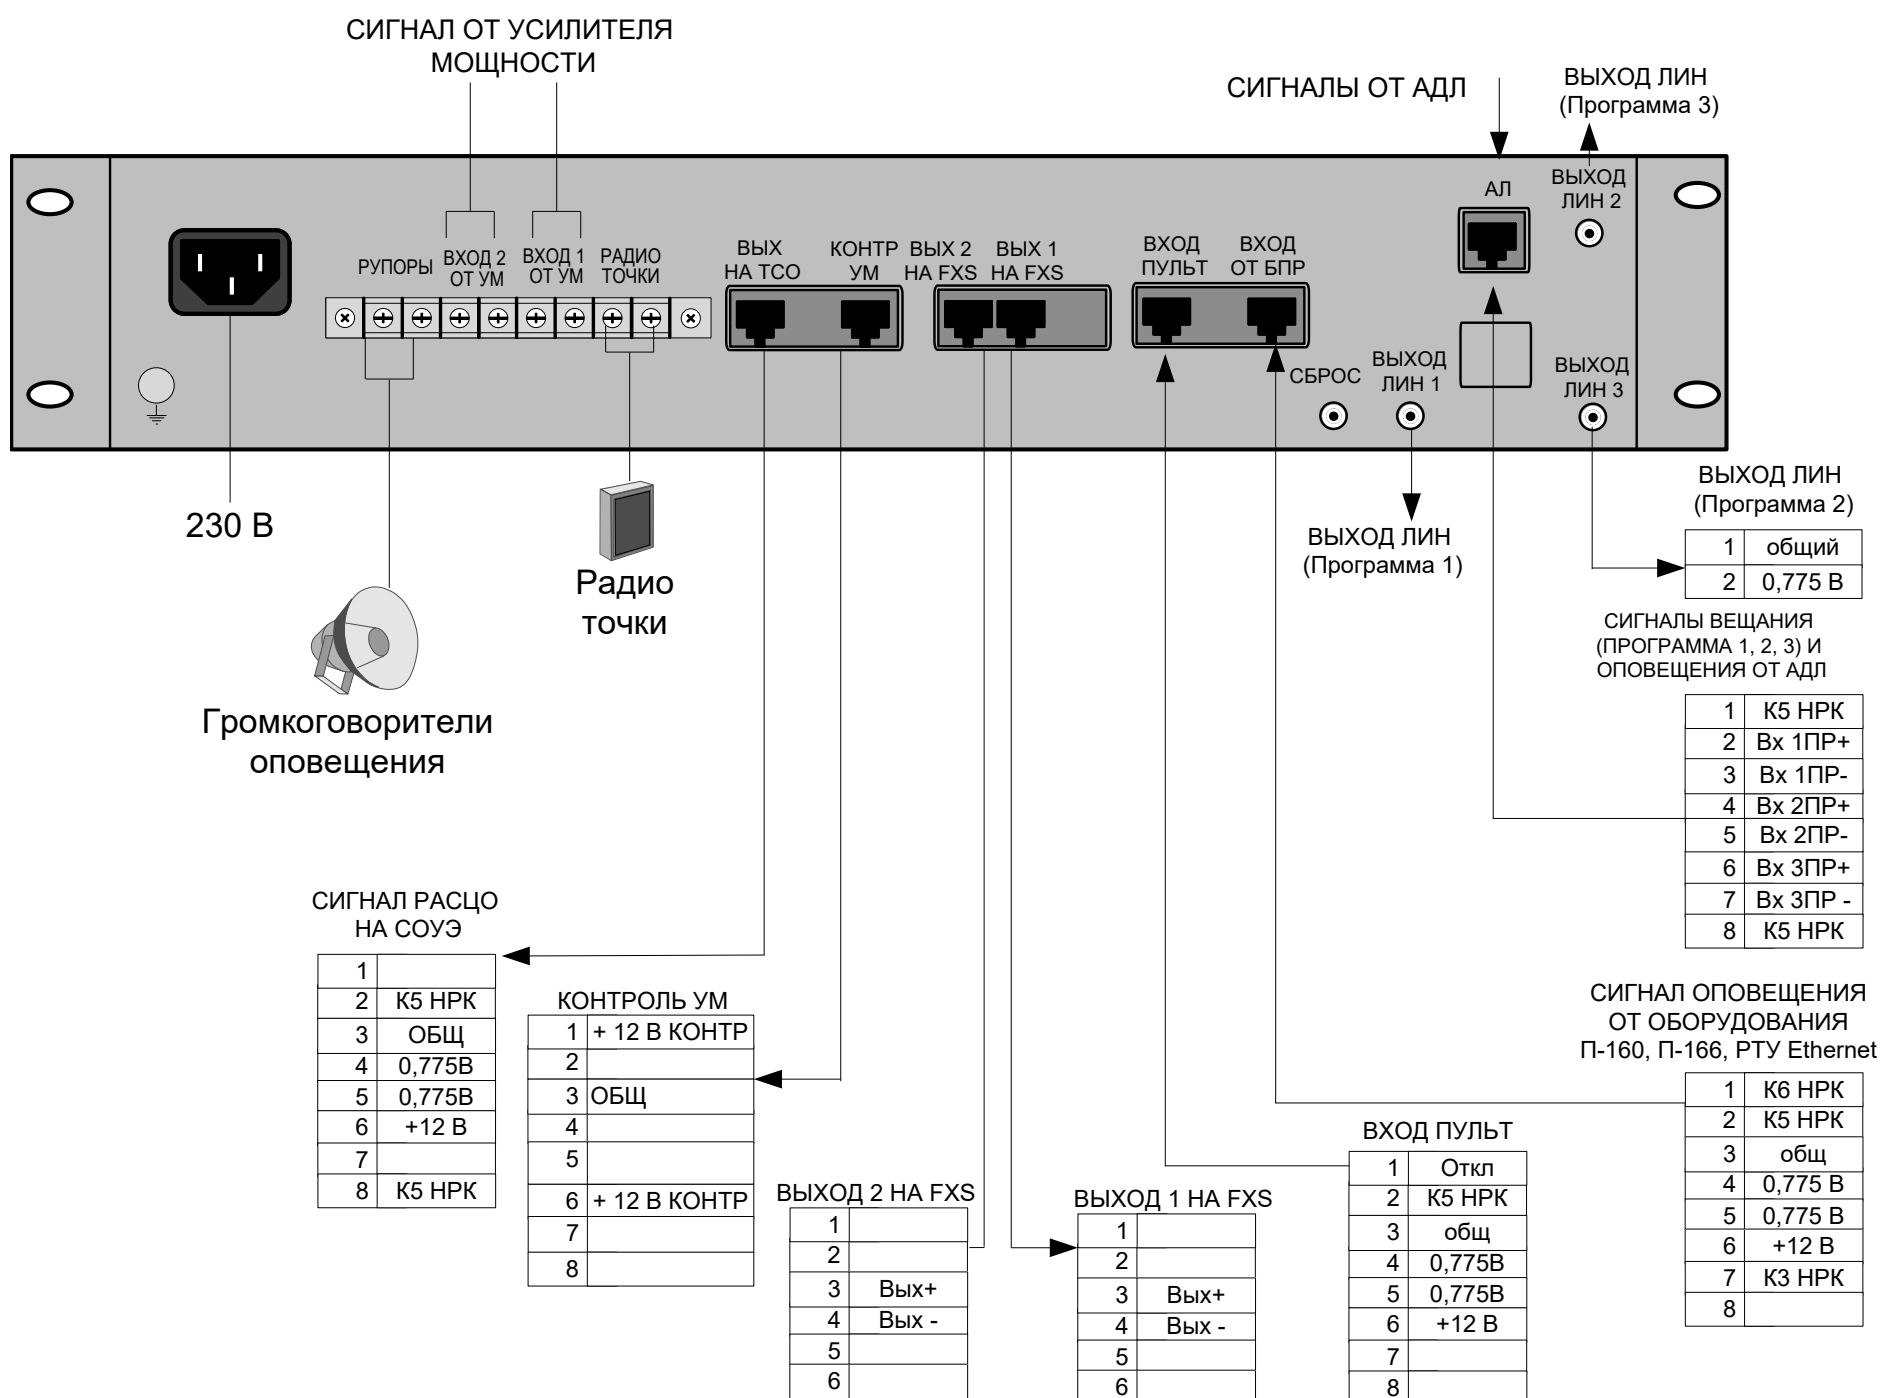 СИГНАЛ ОТ УСИЛИТЕЛЯ
МОЩНОСТИ
СИГНАЛЫ ОТ АДЛ
ВЫХОД ЛИН
(Программа 3)
РУПОРЫ
ВХОД 2
ОТ УМ
ВХОД 1
ОТ УМ
РАДИО
ТОЧКИ
ВЫХ
НА ТСО
КОНТР
УМ
ВЫХ 2
НА FXS
ВЫХ 1
НА FXS
ВХОД
ПУЛЬТ
ВХОД
ОТ БПР
АЛ
ВЫХОД
ЛИН 2
СБРОС
ВЫХОД
ЛИН 1
ВЫХОД
ЛИН 3
230 В
Громкоговорители
оповещения
Радио
точки
ВЫХОД ЛИН
(Программа 1)
ВЫХОД ЛИН
(Программа 2)
1 общий
2 0,775 В
СИГНАЛЫ ВЕЩАНИЯ
(ПРОГРАММА 1, 2, 3) И
ОПОВЕЩЕНИЯ ОТ АДЛ
1 К5 НРК
2 Вх 1ПР+
3 Вх 1ПР-
4 Вх 2ПР+
5 Вх 2ПР-
6 Вх 3ПР+
7 Вх 3ПР -
8 К5 НРК
СИГНАЛ РАСЦО
НА СОУЭ
1
2 К5 НРК
3 ОБЩ
4 0,775В
5 0,775В
6 +12 В
7
8 К5 НРК
КОНТРОЛЬ УМ
1 + 12 В КОНТР
2
3 ОБЩ
4
5
6 + 12 В КОНТР
7
8
ВЫХОД 2 НА FXS
1
2
3 Вых+
4 Вых -
5
6
ВЫХОД 1 НА FXS
1
2
3 Вых+
4 Вых -
5
6
ВХОД ПУЛЬТ
1 Откл
2 К5 НРК
3 общ
4 0,775В
5 0,775В
6 +12 В
7
8
СИГНАЛ ОПОВЕЩЕНИЯ
ОТ ОБОРУДОВАНИЯ
П-160, П-166, РТУ Ethernet
1 К6 НРК
2 К5 НРК
3 общ
4 0,775 В
5 0,775 В
6 +12 В
7 К3 НРК
8